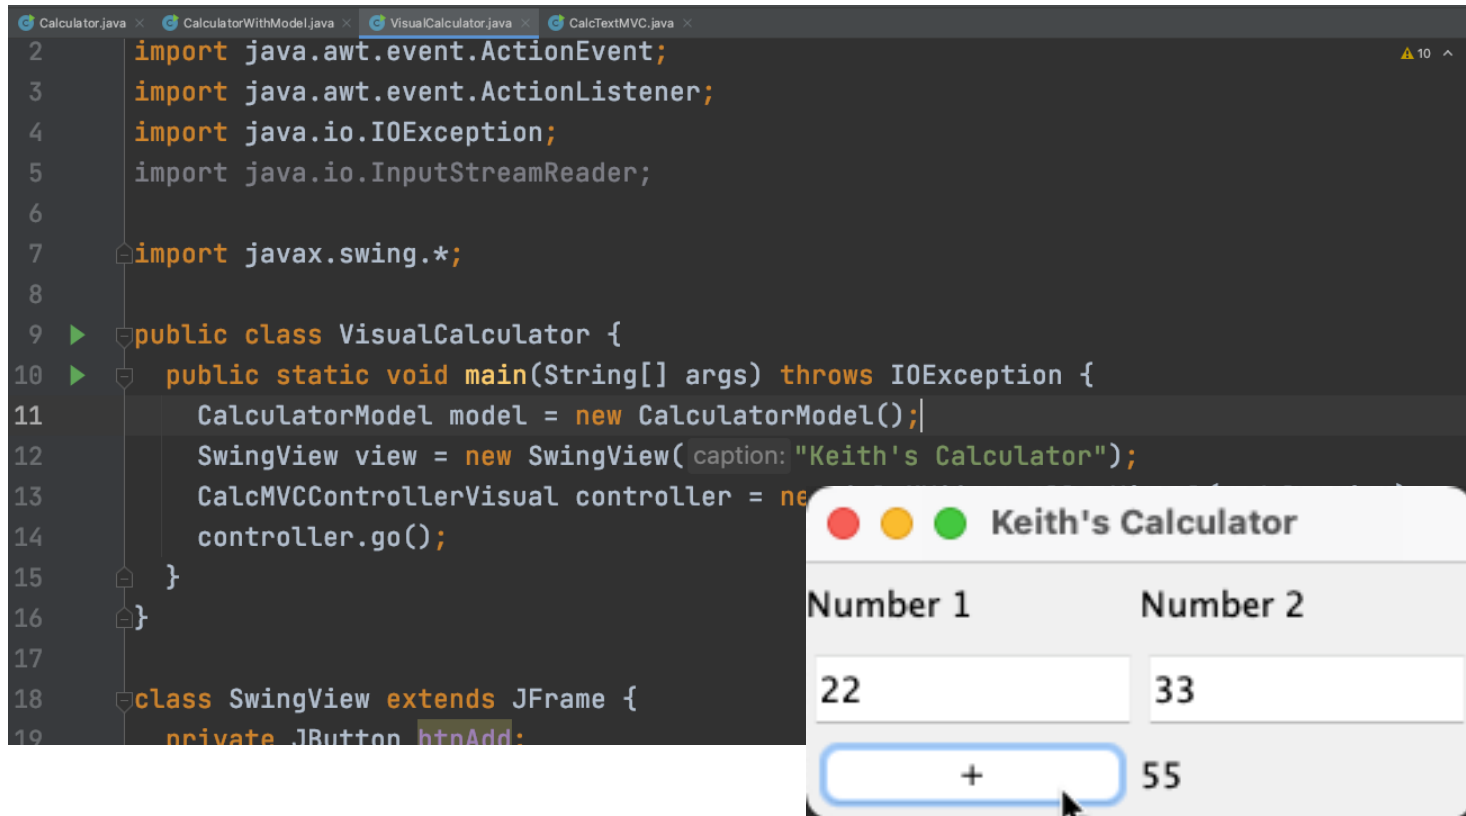 Calculator.java CalculatorWithModel.java VisualCalculator.java CalcTextMVC.java
2 import java.awt.event.ActionEvent;
10
3 import java.awt.event.ActionListener;
4 import java.io.IOException;
5 import java.io.InputStreamReader;
6
7 import javax.swing.*;
8
9 public class VisualCalculator {
10 public static void main(String[] args) throws IOException {
11 CalculatorModel model = new CalculatorModel();
12 SwingView view = new SwingView( caption: "Keith's Calculator");
13 CalcMVCControllerVisual controller = ne
14 controller.go();
15 }
16 }
17
18 class SwingView extends JFrame {
19 private JButton btnAdd;
Keith's Calculator
Number 1 Number 2
22 33
+ 55